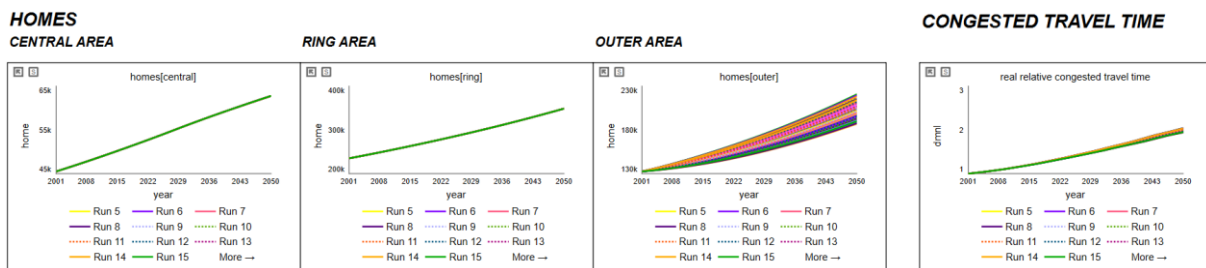 HOMES
CENTRAL AREA
RING AREA
OUTER AREA
CONGESTED TRAVEL TIME
homes[central]
65k
55k
45k
home
2001 2008 2015 2022 2029 2036 2043 2050
year
Run 5 Run 6 Run 7
Run 8 Run 9 Run 10
Run 11 Run 12 Run 13
Run 14 Run 15 More →
homes[ring]
400k
300k
200k
home
2001 2008 2015 2022 2029 2036 2043 2050
year
Run 5 Run 6 Run 7
Run 8 Run 9 Run 10
Run 11 Run 12 Run 13
Run 14 Run 15 More →
homes[outer]
230k
180k
130k
home
2001 2008 2015 2022 2029 2036 2043 2050
year
Run 5 Run 6 Run 7
Run 8 Run 9 Run 10
Run 11 Run 12 Run 13
Run 14 Run 15 More →
real relative congested travel time
3
2
1
dmnl
2001 2008 2015 2022 2029 2036 2043 2050
year
Run 5 Run 6 Run 7
Run 8 Run 9 Run 10
Run 11 Run 12 Run 13
Run 14 Run 15 More →